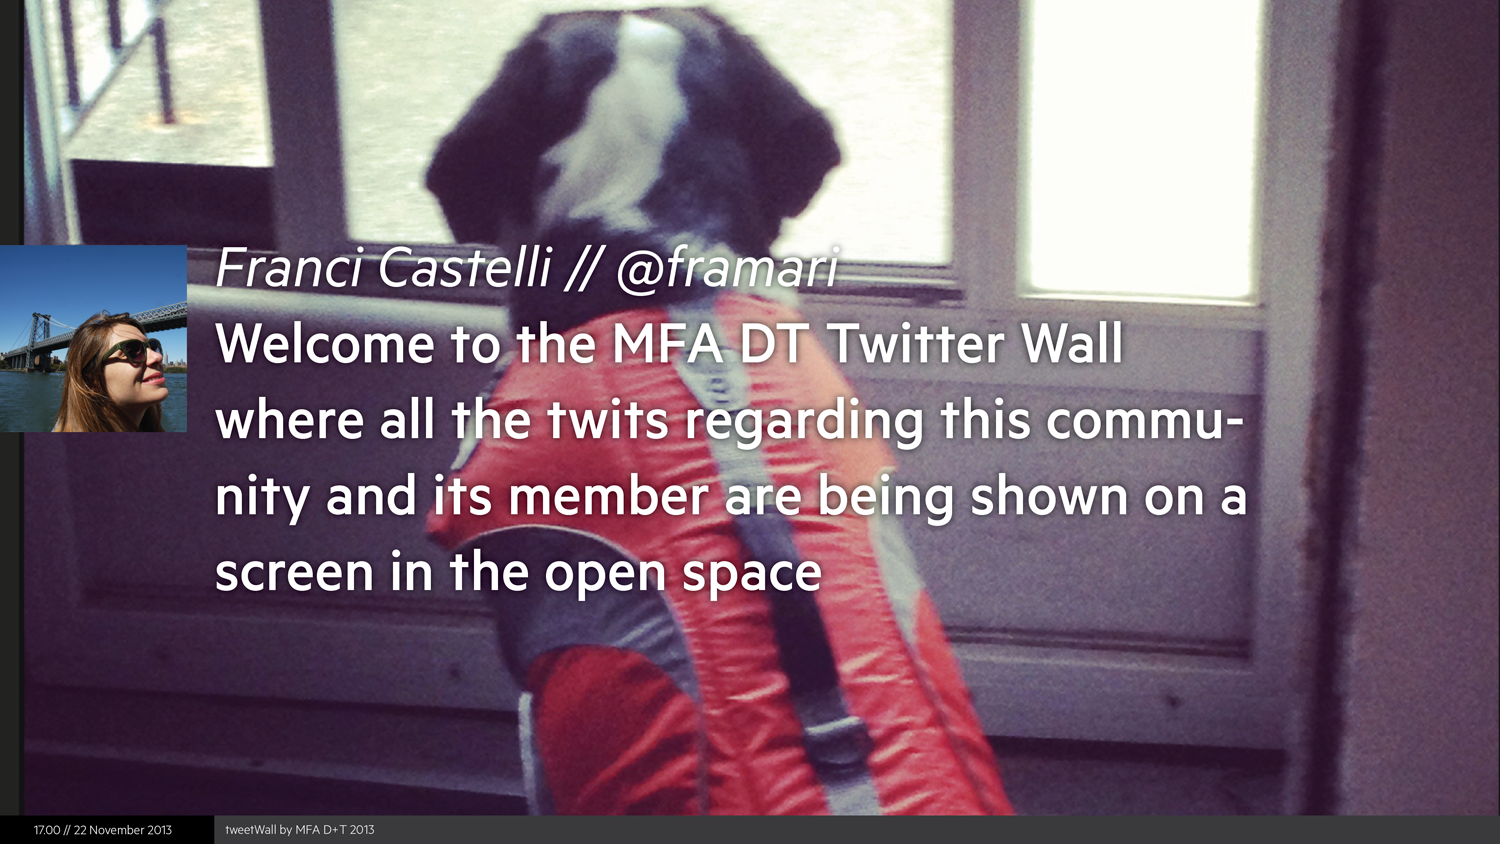 Franci Castelli // @framari
Welcome to the MFA DT Twitter Wall
where all the twits regarding this commu-
nity and its member are being shown on a
screen in the open space
17.00 // 22 November 2013
tweetWall by MFA D+T 2013